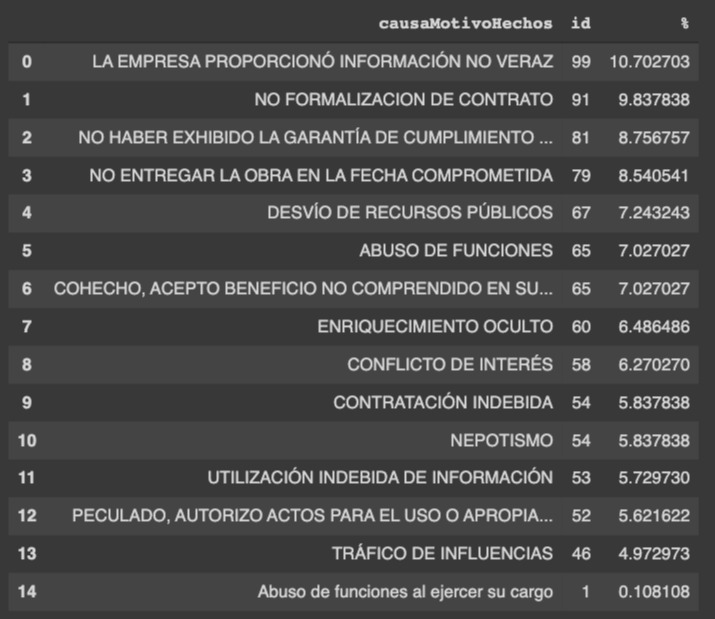 causaMotivoHechos id %
0 LA EMPRESA PROPORCIONÓ INFORMACIÓN NO VERAZ 99 10.702703
1 NO FORMALIZACION DE CONTRATO 91 9.837838
2 NO HABER EXHIBIDO LA GARANTÍA DE CUMPLIMIENTO ... 81 8.756757
3 NO ENTREGAR LA OBRA EN LA FECHA COMPROMETIDA 79 8.540541
4 DESVÍO DE RECURSOS PÚBLICOS 67 7.243243
5 ABUSO DE FUNCIONES 65 7.027027
6 COHECHO, ACEPTO BENEFICIO NO COMPRENDIDO EN SU... 65 7.027027
7 ENRIQUECIMIENTO OCULTO 60 6.486486
8 CONFLICTO DE INTERÉS 58 6.270270
9 CONTRATACIÓN INDEBIDA 54 5.837838
10 NEPOTISMO 54 5.837838
11 UTILIZACIÓN INDEBIDA DE INFORMACIÓN 53 5.729730
12 PECULADO, AUTORIZO ACTOS PARA EL USO O APROPIA... 52 5.621622
13 TRÁFICO DE INFLUENCIAS 46 4.972973
14 Abuso de funciones al ejercer su cargo 1 0.108108